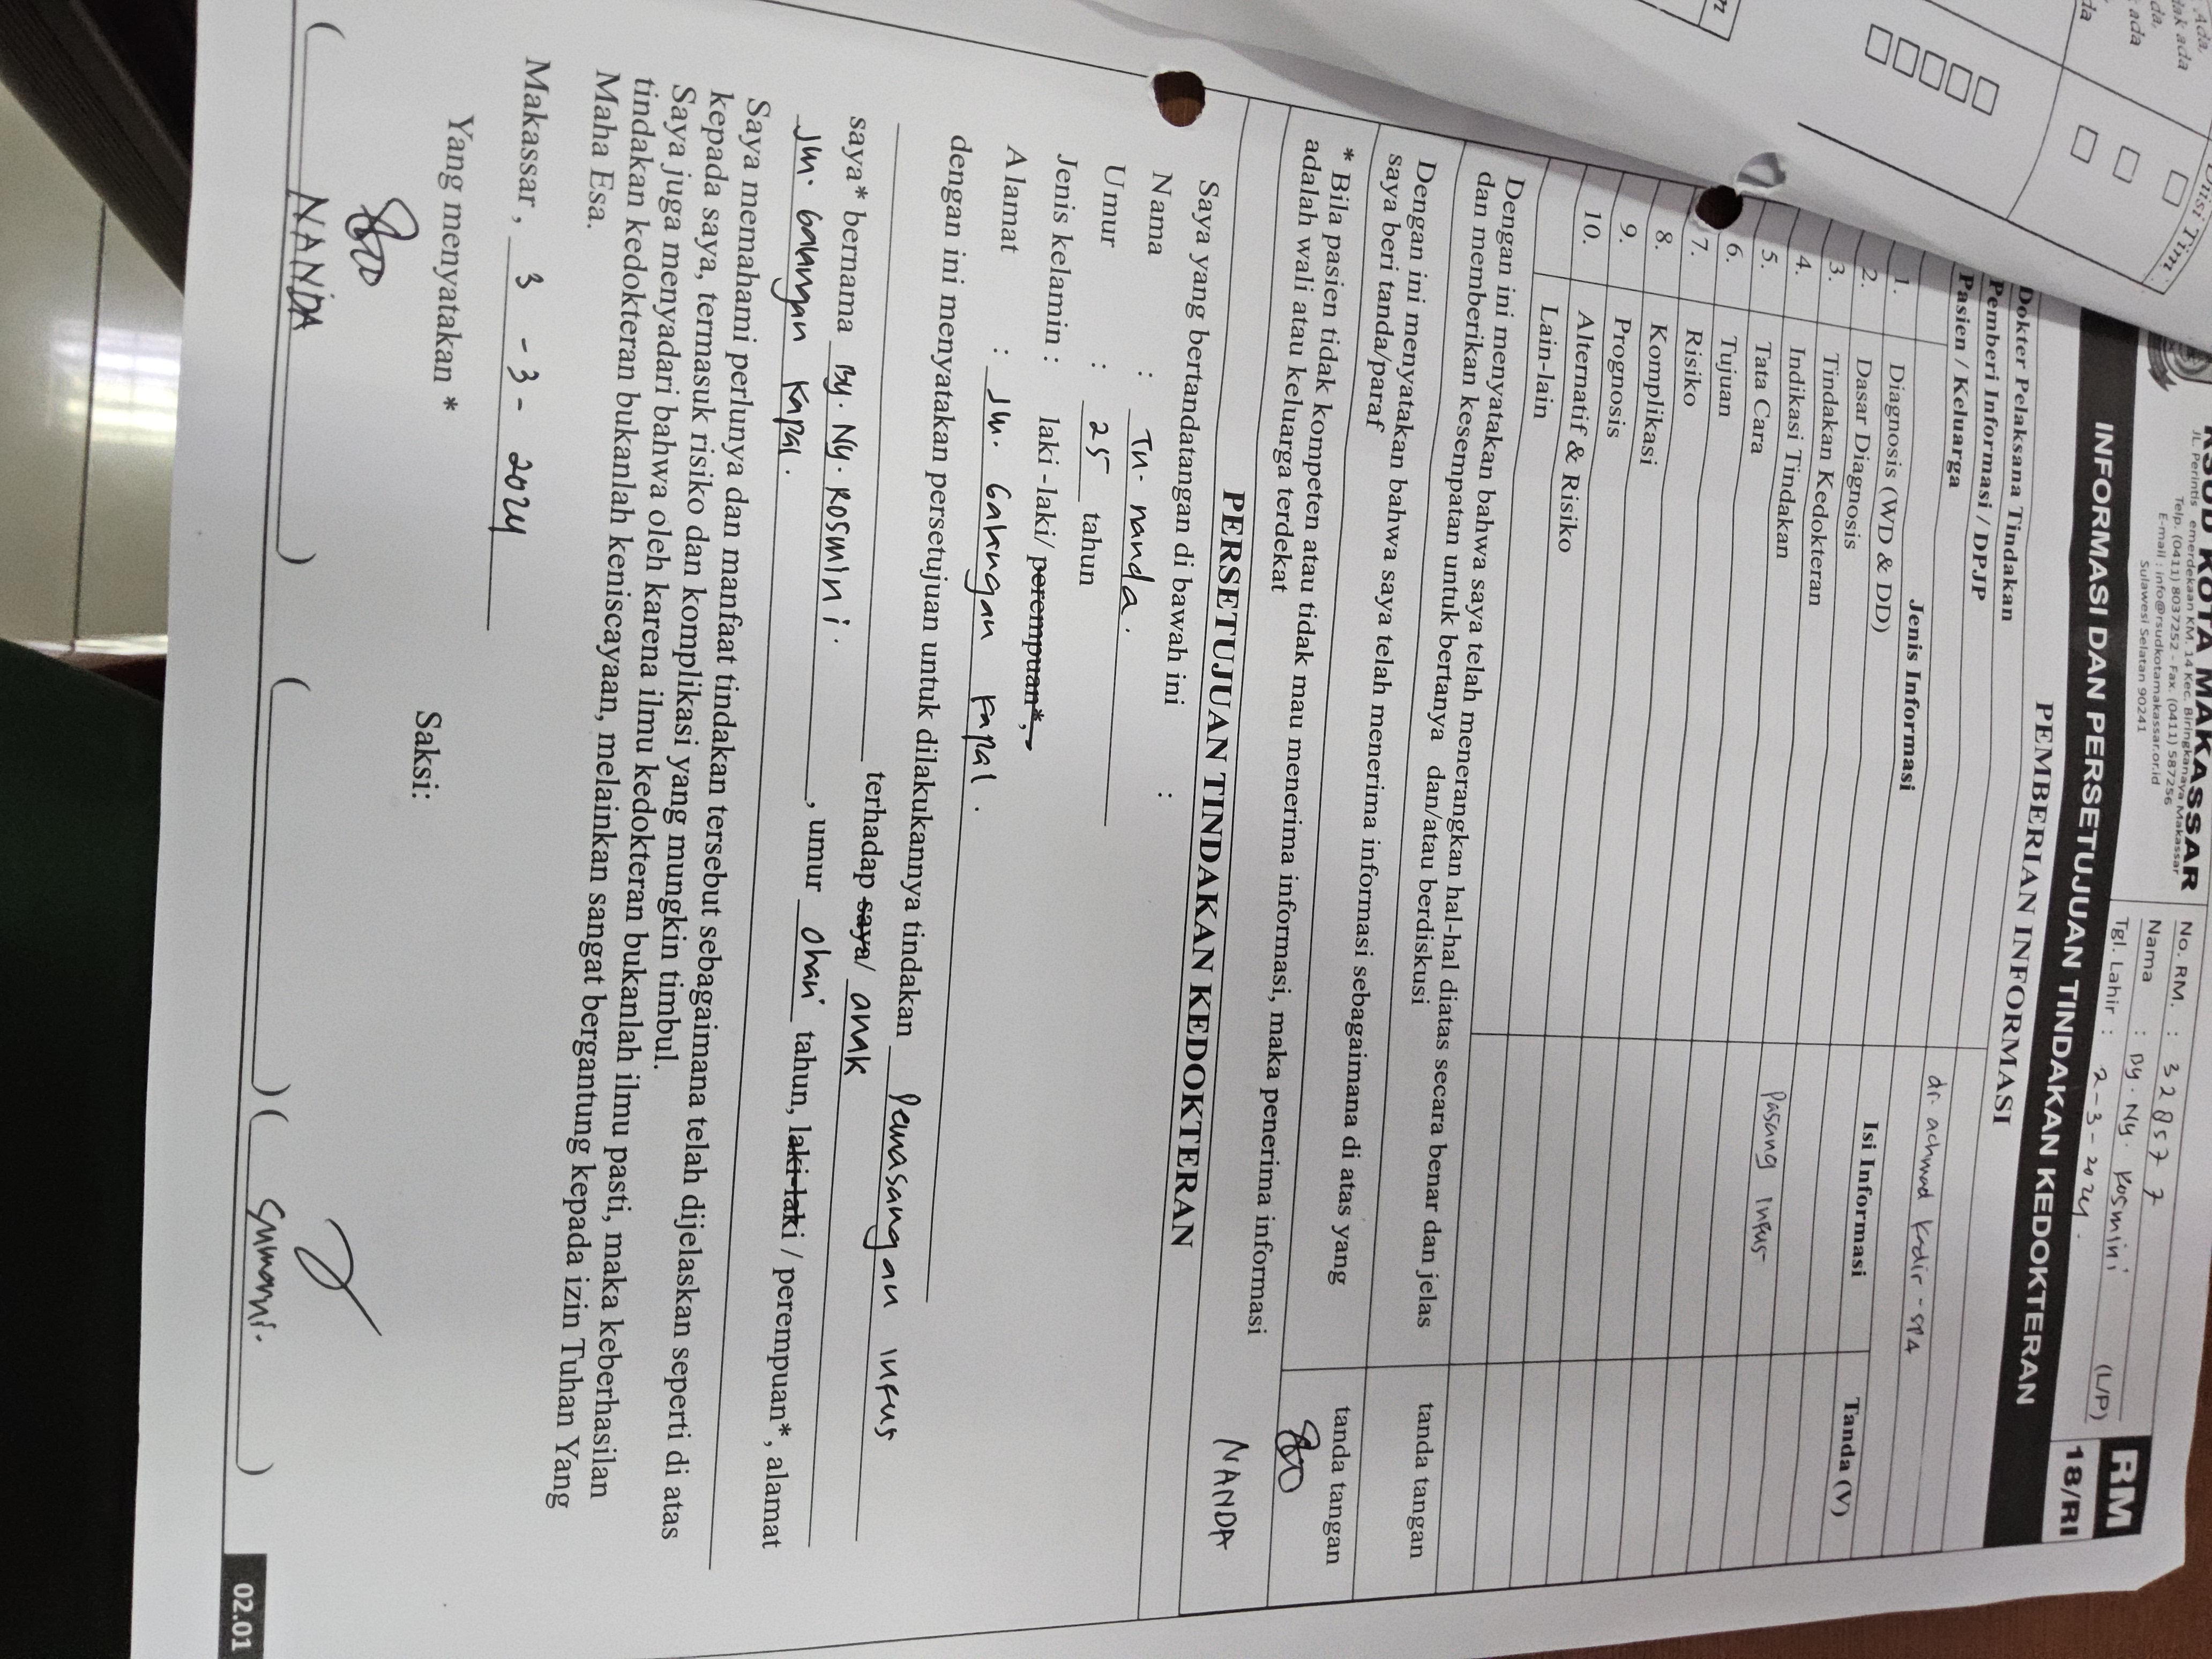 RSUD KOTA MAKASSAR
JL. Perintis emerdekaan KM. 14 Kec. Biringkanaya Makassar
Telp. (0411) 8037252 - Fax. (0411) 587256
E-mail : info@rsudkotamakassar.or.id
Sulawesi Selatan 90241
No. RM. : 328577
Nama : By. Ny. Rosmini
Tgl. Lahir : 2-3-2024. (L/P)
RM
18/RI
INFORMASI DAN PERSETUJUAN TINDAKAN KEDOKTERAN
PEMBERIAN INFORMASI
Dokter Pelaksana Tindakan
Pemberi Informasi / DPJP dr. achmad Kadir - SpA
Pasien / Keluarga
Jenis Informasi Isi Informasi Tanda (V)
1. Diagnosis (WD & DD)
2. Dasar Diagnosis
3. Tindakan Kedokteran Pasang Infus
4. Indikasi Tindakan
5. Tata Cara
6. Tujuan
7. Risiko
8. Komplikasi
9. Prognosis
10. Alternatif & Risiko
Lain-lain
Dengan ini menyatakan bahwa saya telah menerangkan hal-hal diatas secara benar dan jelas tanda tangan
dan memberikan kesempatan untuk bertanya dan/atau berdiskusi
Dengan ini menyatakan bahwa saya telah menerima informasi sebagaimana di atas yang tanda tangan
saya beri tanda/paraf
* Bila pasien tidak kompeten atau tidak mau menerima informasi, maka penerima informasi NANDA
adalah wali atau keluarga terdekat
PERSETUJUAN TINDAKAN KEDOKTERAN
Saya yang bertandatangan di bawah ini :
Nama : Tn. nanda.
Umur : 25 tahun
Jenis kelamin : laki -laki/ perempuan*,
Alamat : Jln. Galangan Kapal.
dengan ini menyatakan persetujuan untuk dilakukannya tindakan Pemasangan infus
terhadap saya/ anak
saya* bernama By. Ny. Rosmini. , umur 0hari tahun, laki-laki / perempuan* , alamat
Jln. Galangan Kapal.
Saya memahami perlunya dan manfaat tindakan tersebut sebagaimana telah dijelaskan seperti di atas
kepada saya, termasuk risiko dan komplikasi yang mungkin timbul.
Saya juga menyadari bahwa oleh karena ilmu kedokteran bukanlah ilmu pasti, maka keberhasilan
tindakan kedokteran bukanlah keniscayaan, melainkan sangat bergantung kepada izin Tuhan Yang
Maha Esa.
Makassar , 3 - 3 - 2024
Yang menyatakan * Saksi:
( NANDA ) ( ) ( Sumarni. )
02.01